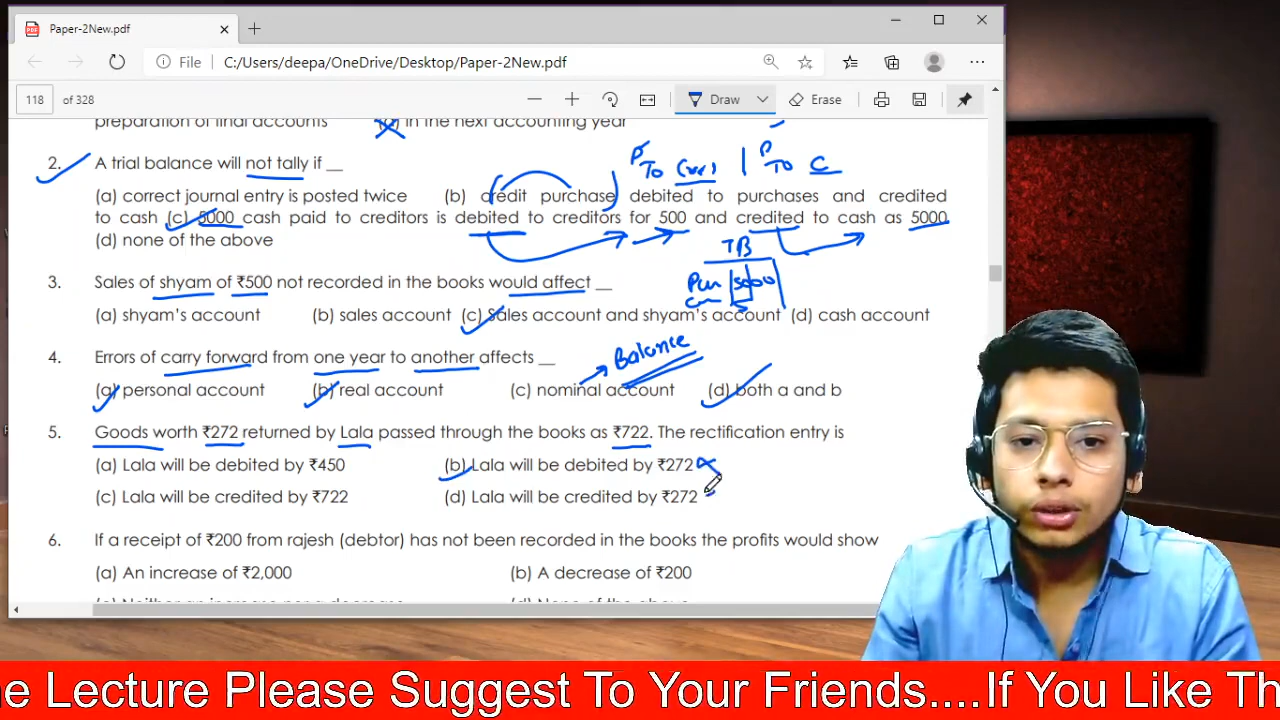 Paper-2New.pdf
File C:/Users/deepa/OneDrive/Desktop/Paper-2New.pdf
118 of 328 Draw Erase
preparation of final accounts in the next accounting year
2. A trial balance will not tally if __
P To Cr | P To C
(a) correct journal entry is posted twice (b) credit purchase debited to purchases and credited
to cash (c) 5000 cash paid to creditors is debited to creditors for 500 and credited to cash as 5000
(d) none of the above
TB
3. Sales of shyam of ₹500 not recorded in the books would affect __
Pur 5000
(a) shyam's account (b) sales account (c) Sales account and shyam's account (d) cash account
Balance
4. Errors of carry forward from one year to another affects __
(a) personal account (b) real account (c) nominal account (d) both a and b
5. Goods worth ₹272 returned by Lala passed through the books as ₹722. The rectification entry is
(a) Lala will be debited by ₹450 (b) Lala will be debited by ₹272
(c) Lala will be credited by ₹722 (d) Lala will be credited by ₹272
6. If a receipt of ₹200 from rajesh (debtor) has not been recorded in the books the profits would show
(a) An increase of ₹2,000 (b) A decrease of ₹200
he Lecture Please Suggest To Your Friends....If You Like Th